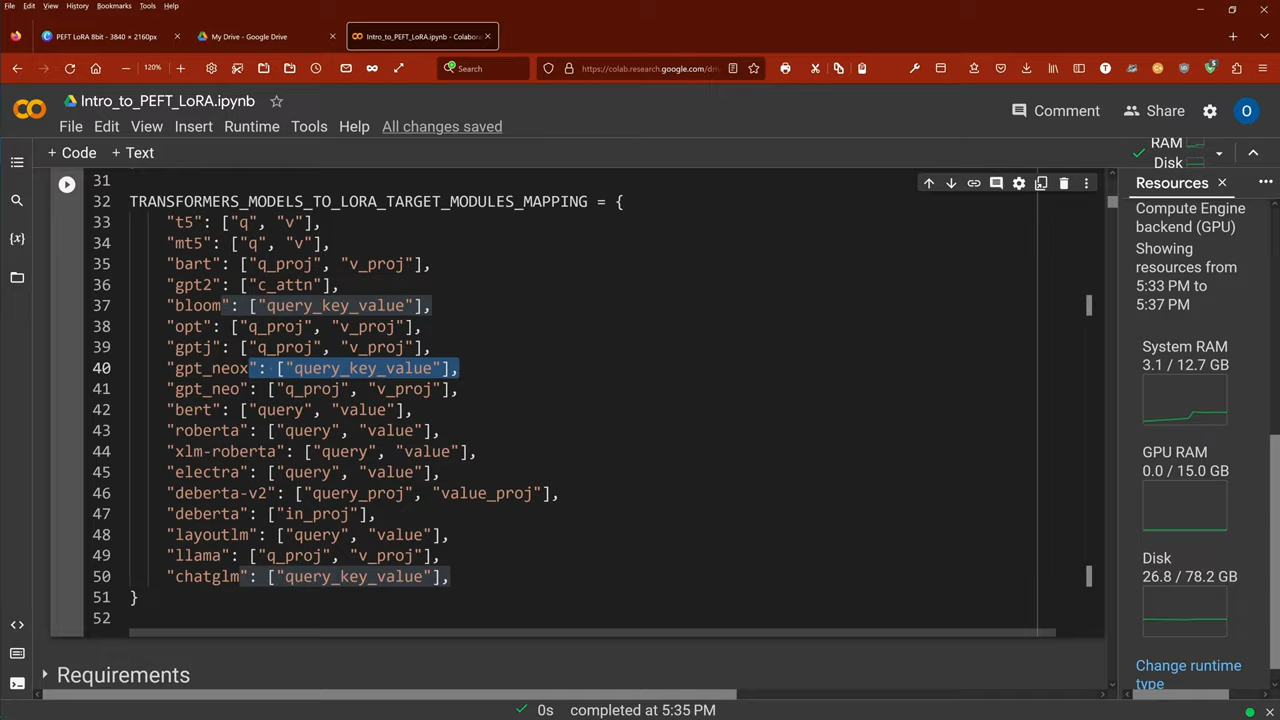 File Edit View History Bookmarks Tools Help
PEFT LoRA 8bit - 3840 × 2160px
My Drive - Google Drive
Intro_to_PEFT_LoRA.ipynb - Colabora
120%
Search
https://colab.research.google.com/dri
Intro_to_PEFT_LoRA.ipynb
Comment
Share
O
File Edit View Insert Runtime Tools Help All changes saved
+ Code + Text
RAM
Disk
31
32 TRANSFORMERS_MODELS_TO_LORA_TARGET_MODULES_MAPPING = {
33 "t5": ["q", "v"],
34 "mt5": ["q", "v"],
35 "bart": ["q_proj", "v_proj"],
36 "gpt2": ["c_attn"],
37 "bloom": ["query_key_value"],
38 "opt": ["q_proj", "v_proj"],
39 "gptj": ["q_proj", "v_proj"],
40 "gpt_neox": ["query_key_value"],
41 "gpt_neo": ["q_proj", "v_proj"],
42 "bert": ["query", "value"],
43 "roberta": ["query", "value"],
44 "xlm-roberta": ["query", "value"],
45 "electra": ["query", "value"],
46 "deberta-v2": ["query_proj", "value_proj"],
47 "deberta": ["in_proj"],
48 "layoutlm": ["query", "value"],
49 "llama": ["q_proj", "v_proj"],
50 "chatglm": ["query_key_value"],
51 }
52
Requirements
Resources
Compute Engine
backend (GPU)
Showing
resources from
5:33 PM to
5:37 PM
System RAM
3.1 / 12.7 GB
GPU RAM
0.0 / 15.0 GB
Disk
26.8 / 78.2 GB
Change runtime
type
0s completed at 5:35 PM